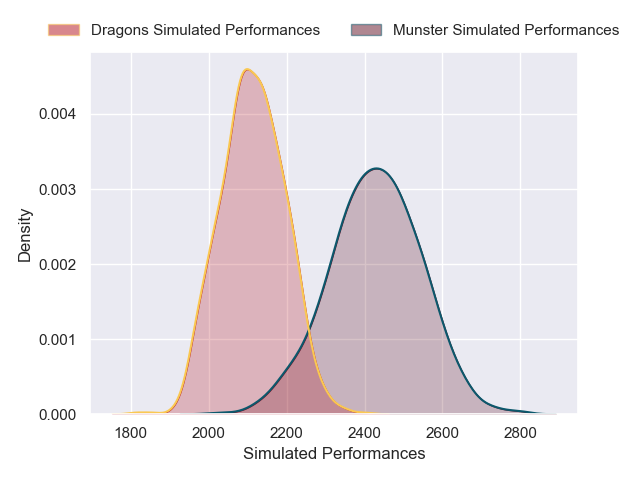 Dragons Simulated Performances Munster Simulated Performances
0.004
0.003
0.002
0.001
0.000
Density
1800 2000 2200 2400 2600 2800
Simulated Performances